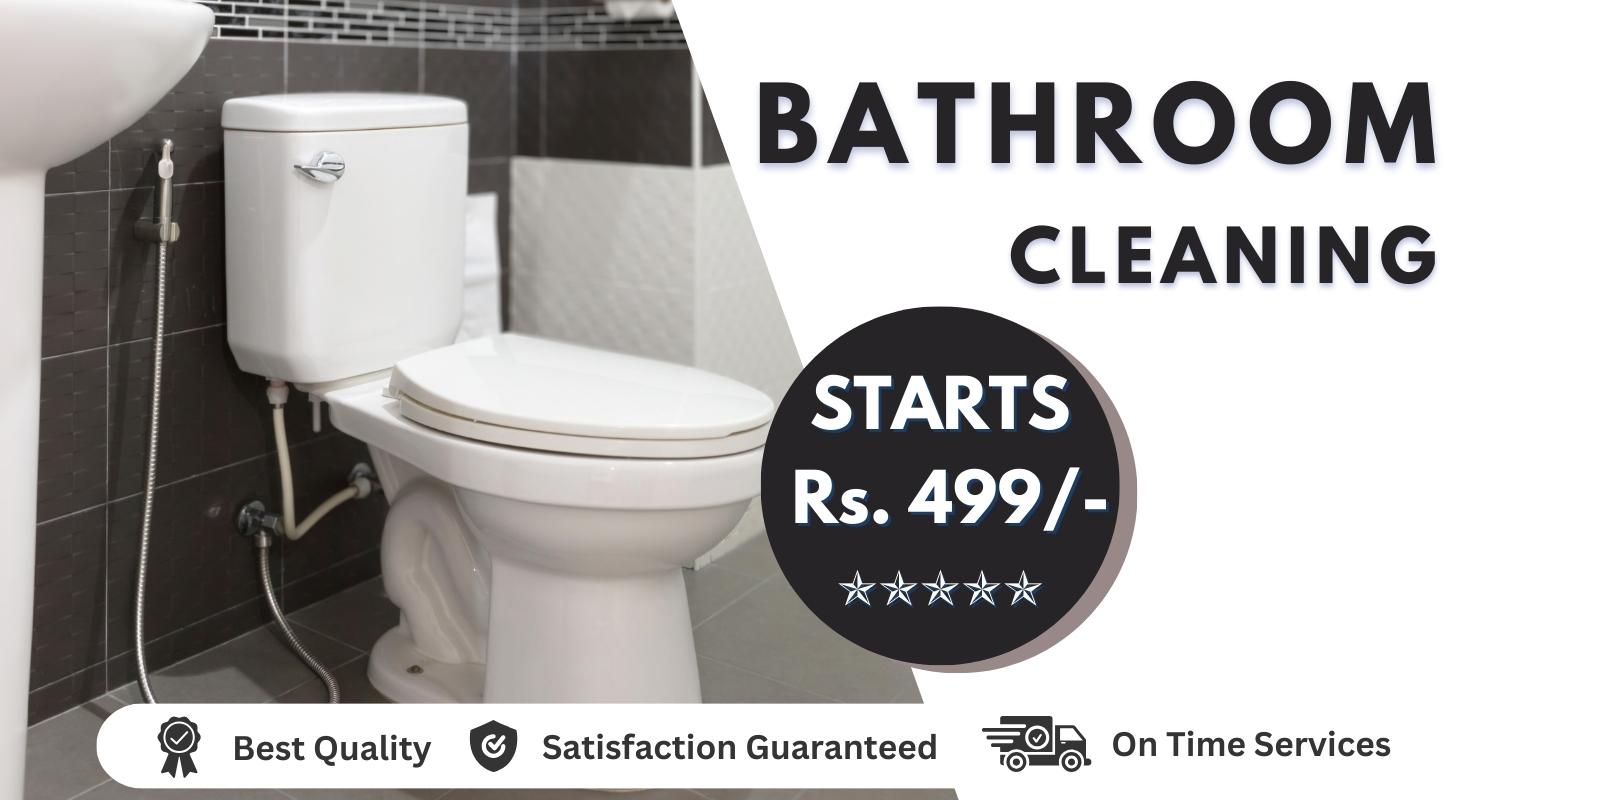 BATHROOM
CLEANING
STARTS
Rs. 499/-
Best Quality
Satisfaction Guaranteed
On Time Services